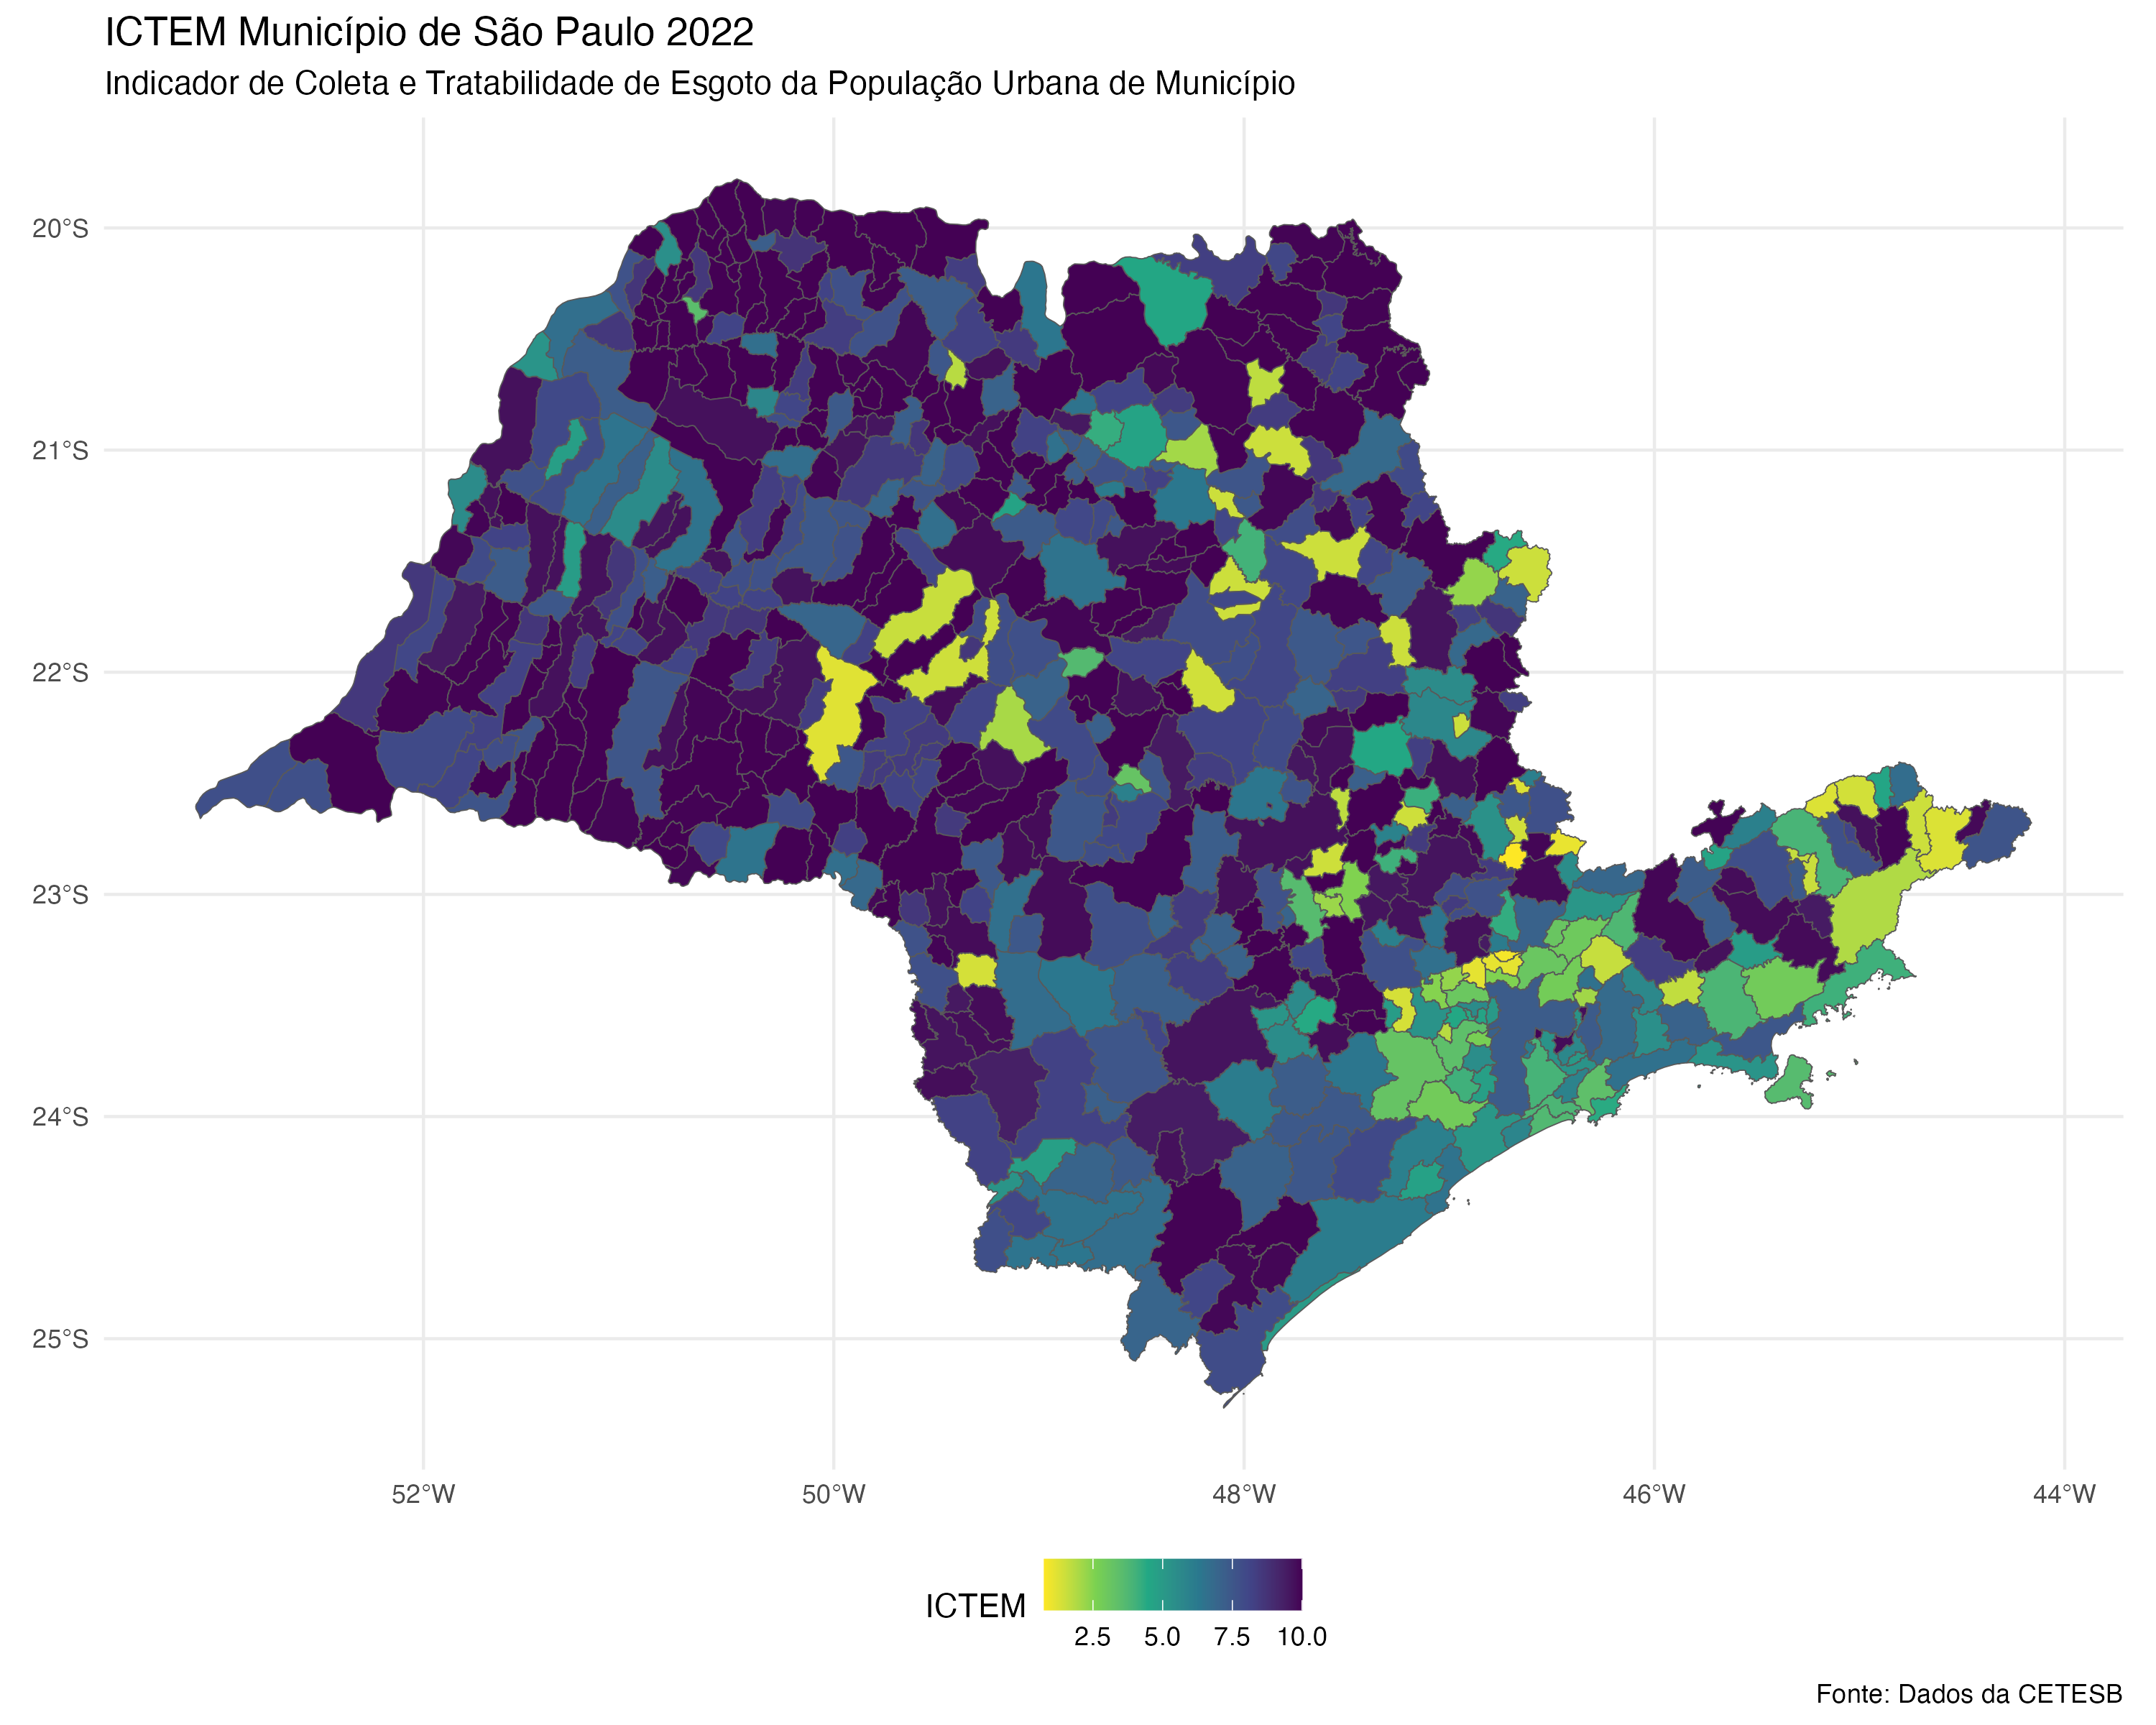 ICTEM Município de São Paulo 2022
Indicador de Coleta e Tratabilidade de Esgoto da População Urbana de Município
20°S
21°S
22°S
23°S
24°S
25°S
52°W 50°W 48°W 46°W 44°W
ICTEM
2.5 5.0 7.5 10.0
Fonte: Dados da CETESB